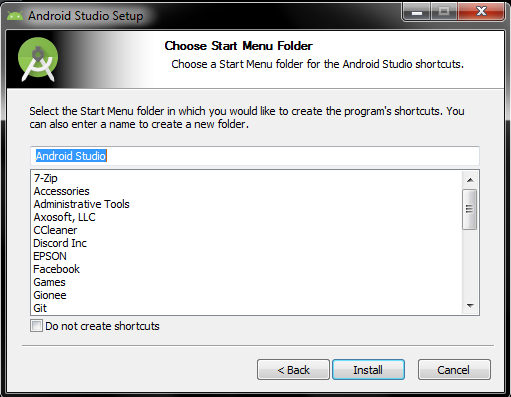 Android Studio Setup
Choose Start Menu Folder
Choose a Start Menu folder for the Android Studio shortcuts.
Select the Start Menu folder in which you would like to create the program's shortcuts. You
can also enter a name to create a new folder.
Android Studio
7-Zip
Accessories
Administrative Tools
Axosoft, LLC
CCleaner
Discord Inc
EPSON
Facebook
Games
Gionee
Git
Do not create shortcuts
< Back
Install
Cancel